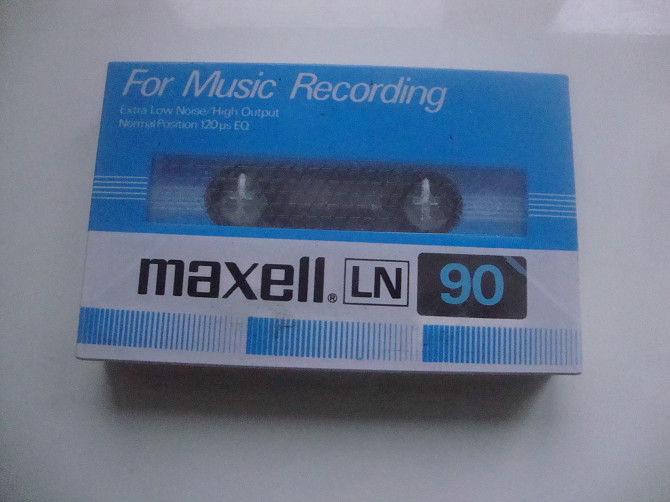 For Music Recording
Extra Low Noise/High Output
Normal Position 120 µs EQ
maxell® LN 90